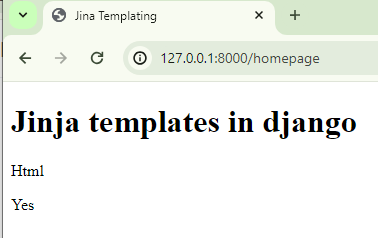 Jina Templating
127.0.0.1:8000/homepage
Jinja templates in django
Html
Yes